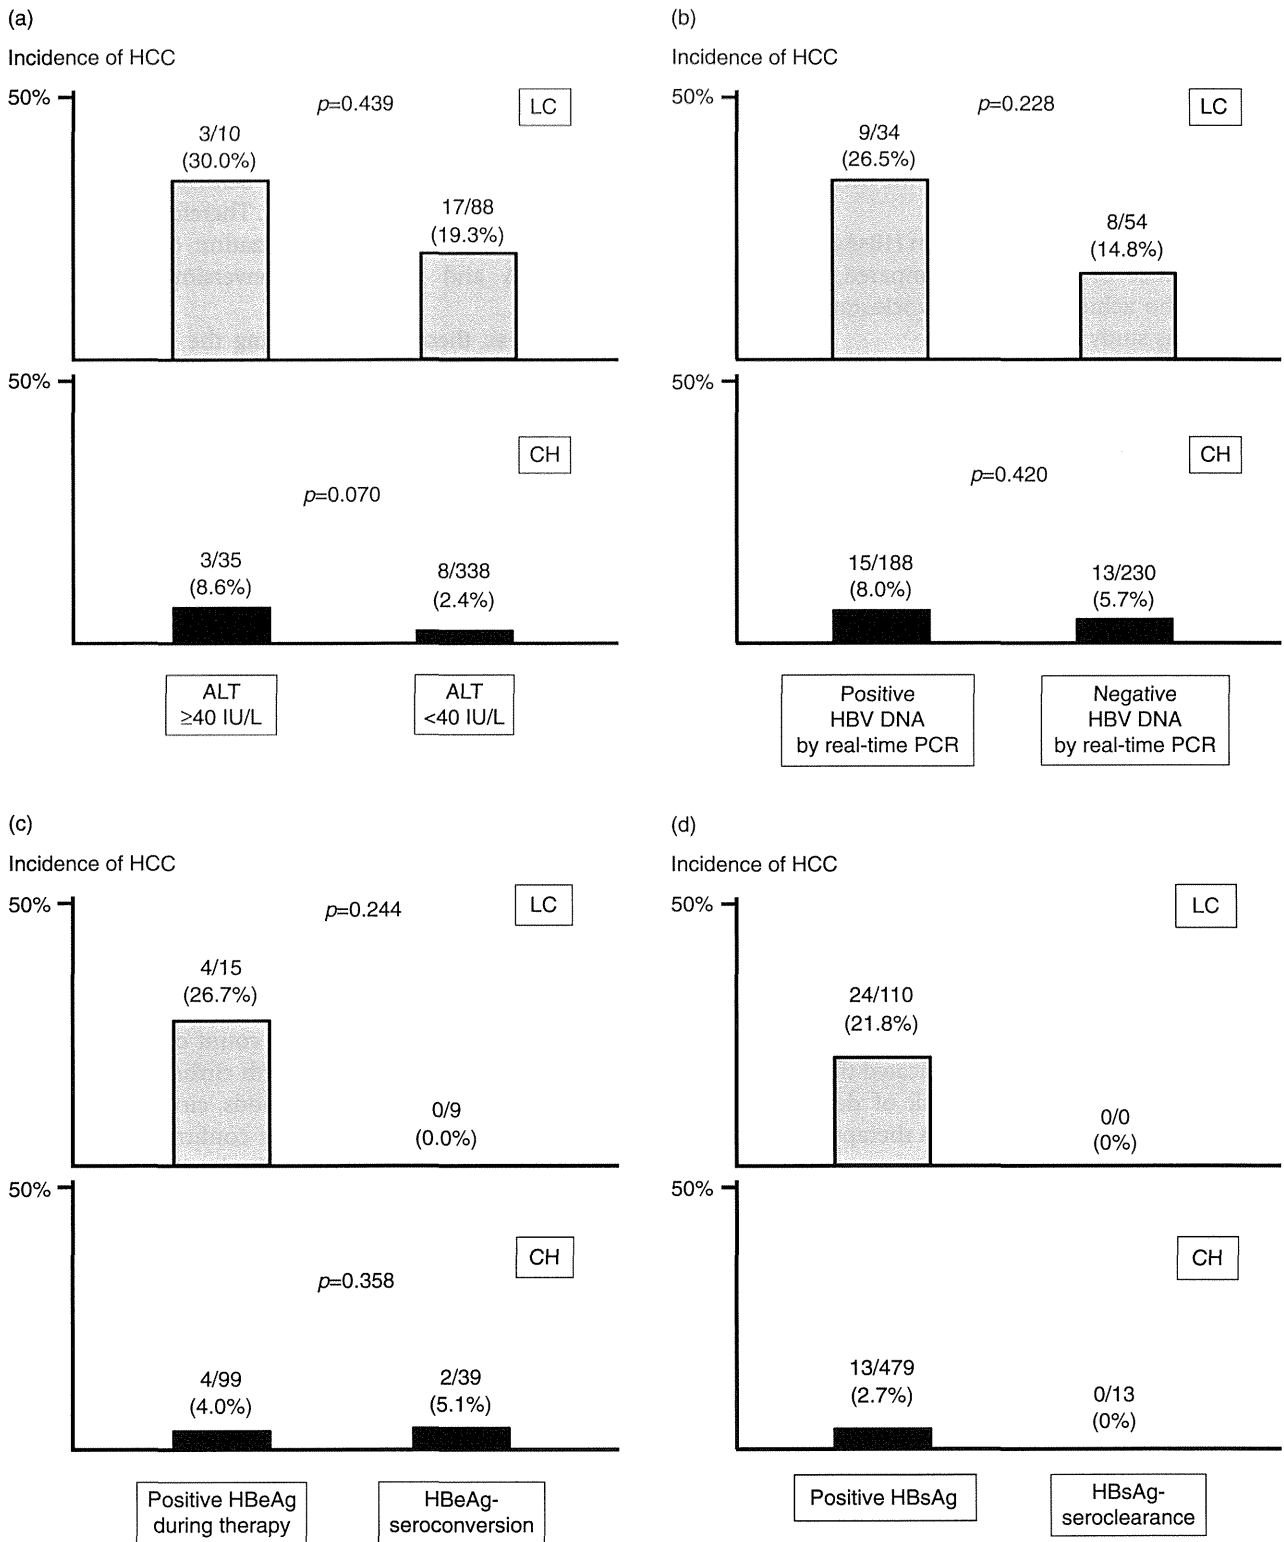 (a)
Incidence of HCC
50%
p=0.439
LC
3/10
(30.0%)
17/88
(19.3%)
50%
CH
p=0.070
3/35
(8.6%)
8/338
(2.4%)
ALT
≥40 IU/L
ALT
<40 IU/L
(b)
Incidence of HCC
50%
p=0.228
LC
9/34
(26.5%)
8/54
(14.8%)
50%
CH
p=0.420
15/188
(8.0%)
13/230
(5.7%)
Positive
HBV DNA
by real-time PCR
Negative
HBV DNA
by real-time PCR
(c)
Incidence of HCC
50%
p=0.244
LC
4/15
(26.7%)
0/9
(0.0%)
50%
CH
p=0.358
4/99
(4.0%)
2/39
(5.1%)
Positive HBeAg
during therapy
HBeAg-
seroconversion
(d)
Incidence of HCC
50%
LC
24/110
(21.8%)
0/0
(0%)
50%
CH
13/479
(2.7%)
0/13
(0%)
Positive HBsAg
HBsAg-
seroclearance